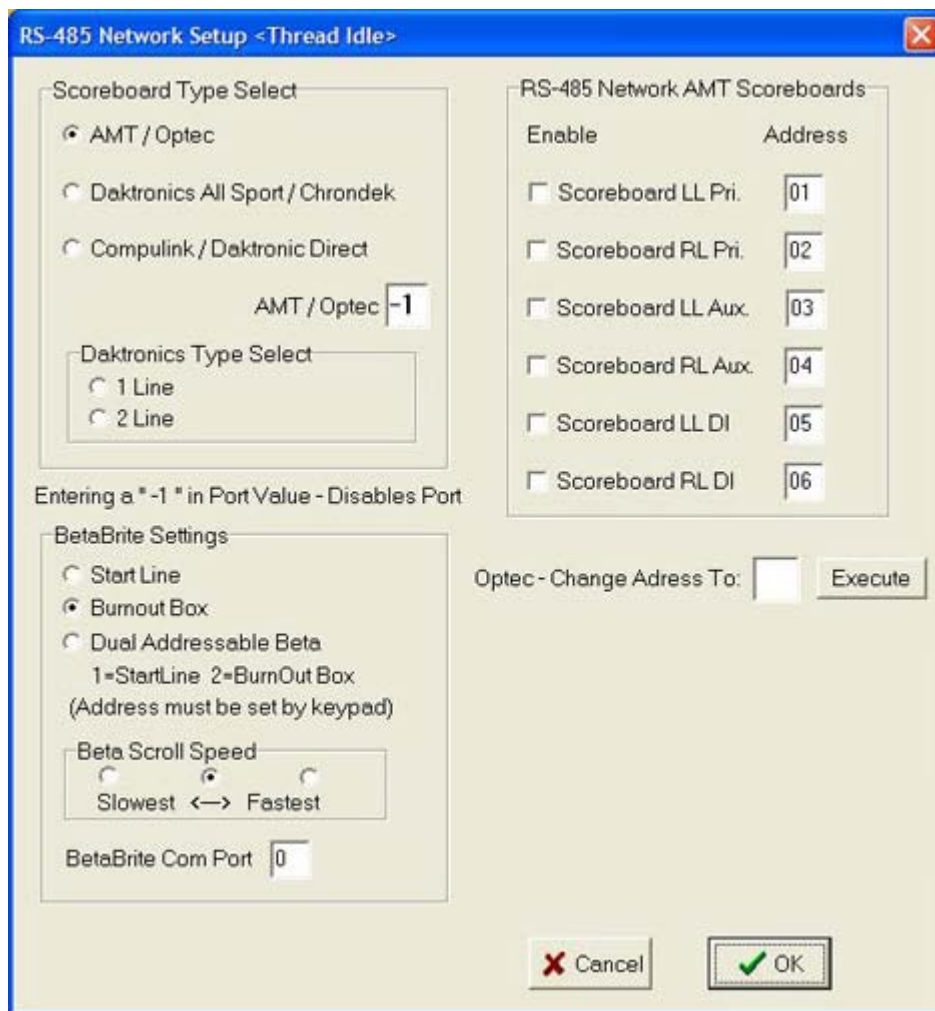 RS-485 Network Setup <Thread Idle>
Scoreboard Type Select
AMT / Optec
Daktronics All Sport / Chrondek
Compulink / Daktronic Direct
AMT / Optec -1
Daktronics Type Select
1 Line
2 Line
Entering a " -1 " in Port Value - Disables Port
BetaBrite Settings
Start Line
Burnout Box
Dual Addressable Beta
1=StartLine 2=BurnOut Box
(Address must be set by keypad)
Beta Scroll Speed
Slowest <---> Fastest
BetaBrite Com Port 0
RS-485 Network AMT Scoreboards
Enable Address
Scoreboard LL Pri. 01
Scoreboard RL Pri. 02
Scoreboard LL Aux. 03
Scoreboard RL Aux. 04
Scoreboard LL DI 05
Scoreboard RL DI 06
Optec - Change Adress To: Execute
Cancel OK